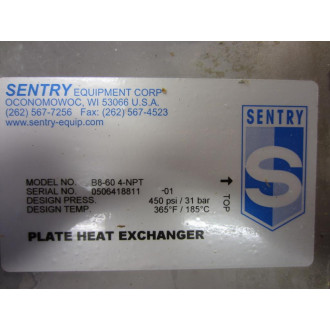 SENTRY EQUIPMENT CORP
OCONOMOWOC, WI 53066 U.S.A.
(262) 567-7256 Fax: (262) 567-4523
www.sentry-equip.com
SENTRY
S
MODEL NO. B8-60 4-NPT
SERIAL NO. 0506418811 -01
DESIGN PRESS. 450 psi / 31 bar
DESIGN TEMP. 365°F / 185°C
TOP
PLATE HEAT EXCHANGER